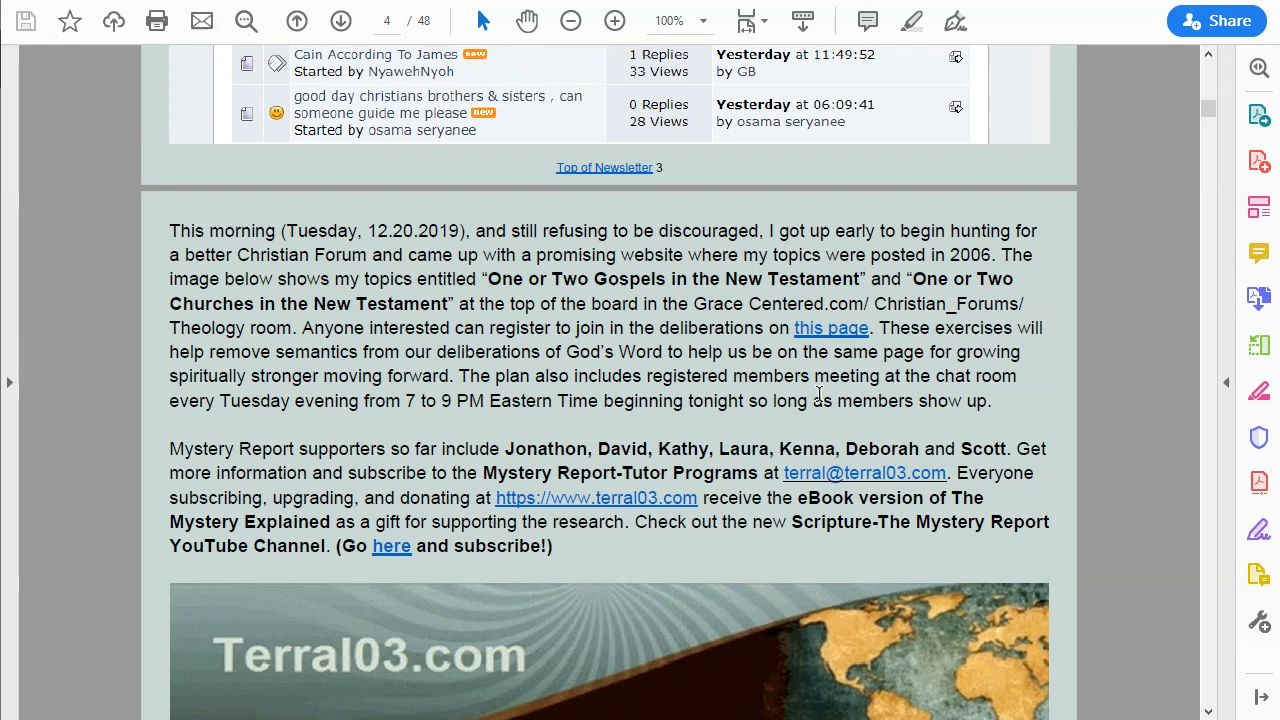 4 / 48
100%
Share
Cain According To James new
Started by NyawehNyoh
1 Replies
33 Views
Yesterday at 11:49:52
by GB
good day christians brothers & sisters , can
someone guide me please new
Started by osama seryanee
0 Replies
28 Views
Yesterday at 06:09:41
by osama seryanee
Top of Newsletter 3
This morning (Tuesday, 12.20.2019), and still refusing to be discouraged, I got up early to begin hunting for
a better Christian Forum and came up with a promising website where my topics were posted in 2006. The
image below shows my topics entitled “One or Two Gospels in the New Testament” and “One or Two
Churches in the New Testament” at the top of the board in the Grace Centered.com/ Christian_Forums/
Theology room. Anyone interested can register to join in the deliberations on this page. These exercises will
help remove semantics from our deliberations of God’s Word to help us be on the same page for growing
spiritually stronger moving forward. The plan also includes registered members meeting at the chat room
every Tuesday evening from 7 to 9 PM Eastern Time beginning tonight so long as members show up.
Mystery Report supporters so far include Jonathon, David, Kathy, Laura, Kenna, Deborah and Scott. Get
more information and subscribe to the Mystery Report-Tutor Programs at terral@terral03.com. Everyone
subscribing, upgrading, and donating at https://www.terral03.com receive the eBook version of The
Mystery Explained as a gift for supporting the research. Check out the new Scripture-The Mystery Report
YouTube Channel. (Go here and subscribe!)
Terral03.com